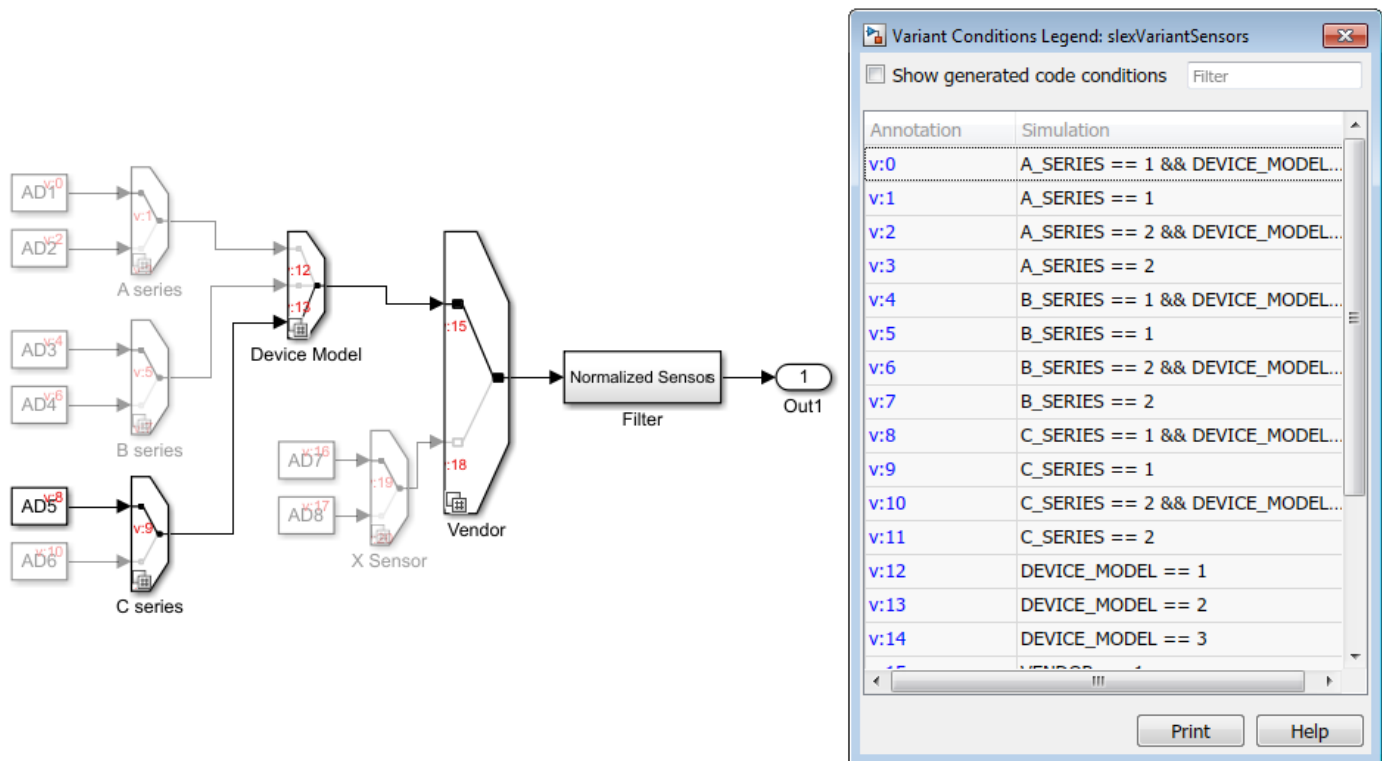 AD1
v:0
v:1
AD2
v:2
A series
:12
:13
Device Model
AD3
v:4
v:5
AD4
v:6
B series
AD5
v:8
v:9
AD6
v:10
C series
AD7
v:16
:19
AD8
v:17
X Sensor
:15
:18
Vendor
Normalized Sensors
Filter
1
Out1
Variant Conditions Legend: slexVariantSensors
Show generated code conditions
Filter
Annotation Simulation
v:0 A_SERIES == 1 && DEVICE_MODEL...
v:1 A_SERIES == 1
v:2 A_SERIES == 2 && DEVICE_MODEL...
v:3 A_SERIES == 2
v:4 B_SERIES == 1 && DEVICE_MODEL...
v:5 B_SERIES == 1
v:6 B_SERIES == 2 && DEVICE_MODEL...
v:7 B_SERIES == 2
v:8 C_SERIES == 1 && DEVICE_MODEL...
v:9 C_SERIES == 1
v:10 C_SERIES == 2 && DEVICE_MODEL...
v:11 C_SERIES == 2
v:12 DEVICE_MODEL == 1
v:13 DEVICE_MODEL == 2
v:14 DEVICE_MODEL == 3
Print
Help